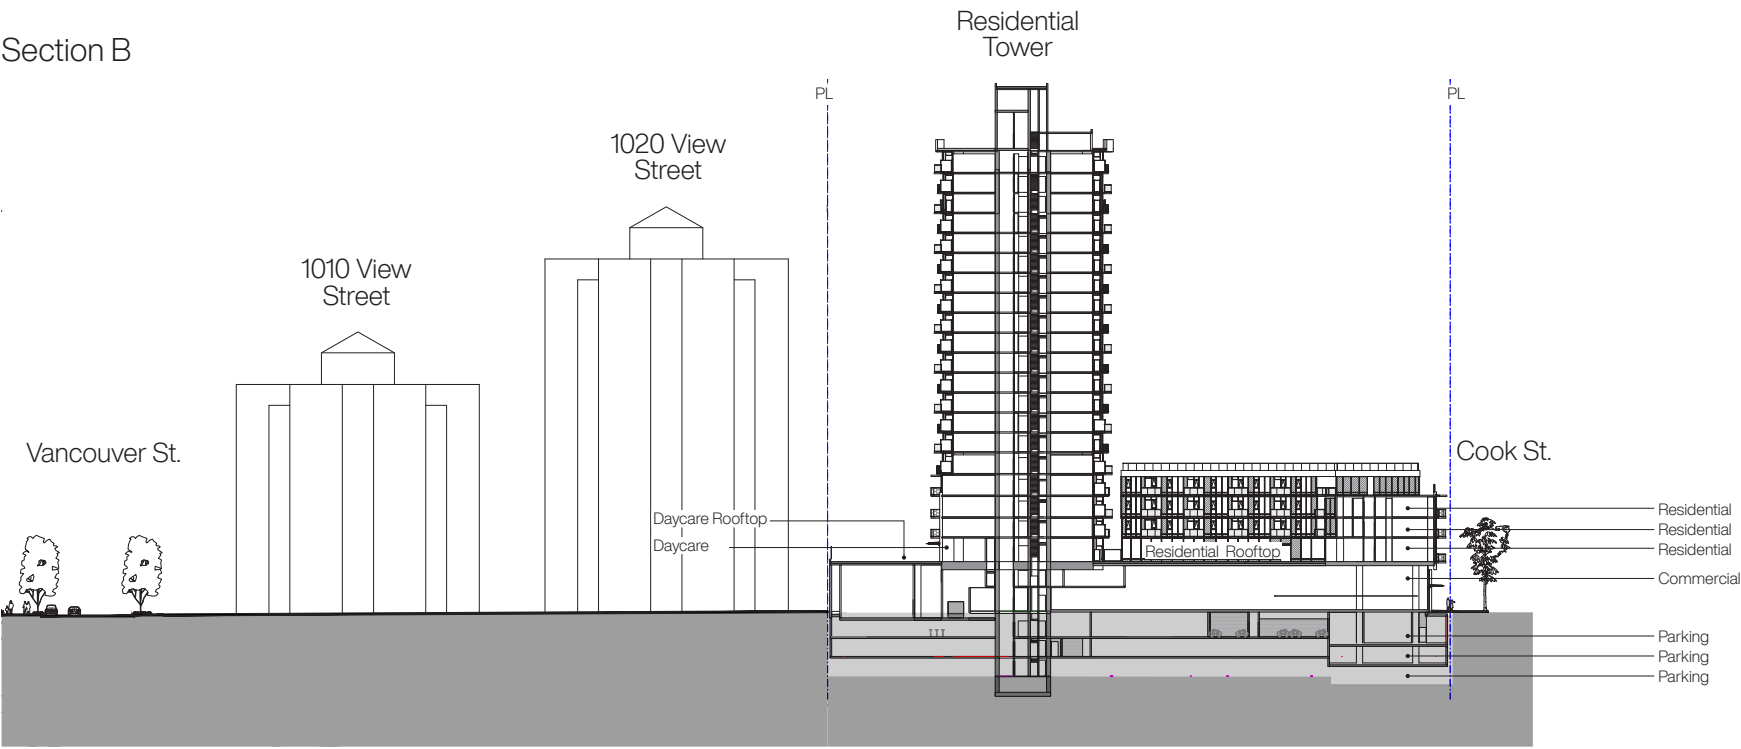 Section B
Residential
Tower
PL
PL
1020 View
Street
1010 View
Street
Vancouver St.
Cook St.
Daycare Rooftop
Daycare
Residential Rooftop
Residential
Residential
Residential
Commercial
Parking
Parking
Parking